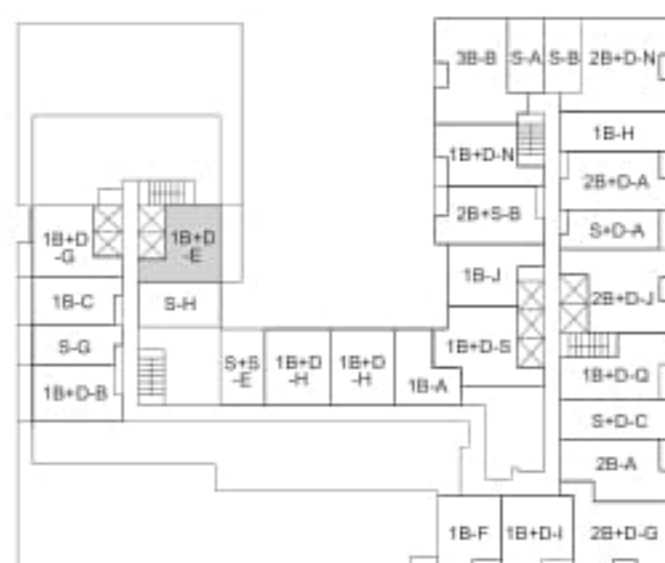 3B-B S-A S-B 2B+D-N
1B-H
1B+D-N
2B+D-A
2B+S-B
S+D-A
1B+D
-G
1B+D
-E
1B-J
2B+D-J
1B-C
S-H
S-G
1B+D-S
S+S
-E
1B+D
-H
1B+D
-H
1B-A
1B+D-Q
1B+D-B
S+D-C
2B-A
1B-F 1B+D-I 2B+D-G